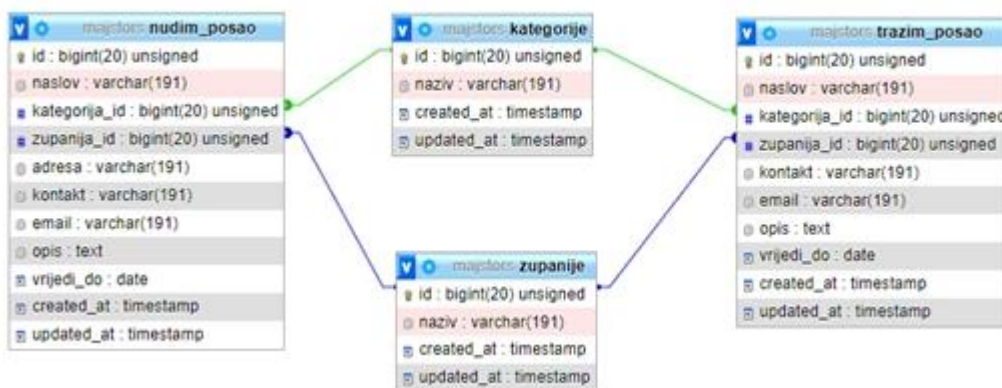 majstors nudim_posao
id : bigint(20) unsigned
naslov : varchar(191)
kategorija_id : bigint(20) unsigned
zupanija_id : bigint(20) unsigned
adresa : varchar(191)
kontakt : varchar(191)
email : varchar(191)
opis : text
vrijedi_do : date
created_at : timestamp
updated_at : timestamp
majstors kategorije
id : bigint(20) unsigned
naziv : varchar(191)
created_at : timestamp
updated_at : timestamp
majstors zupanije
id : bigint(20) unsigned
naziv : varchar(191)
created_at : timestamp
updated_at : timestamp
majstors trazim_posao
id : bigint(20) unsigned
naslov : varchar(191)
kategorija_id : bigint(20) unsigned
zupanija_id : bigint(20) unsigned
kontakt : varchar(191)
email : varchar(191)
opis : text
vrijedi_do : date
created_at : timestamp
updated_at : timestamp